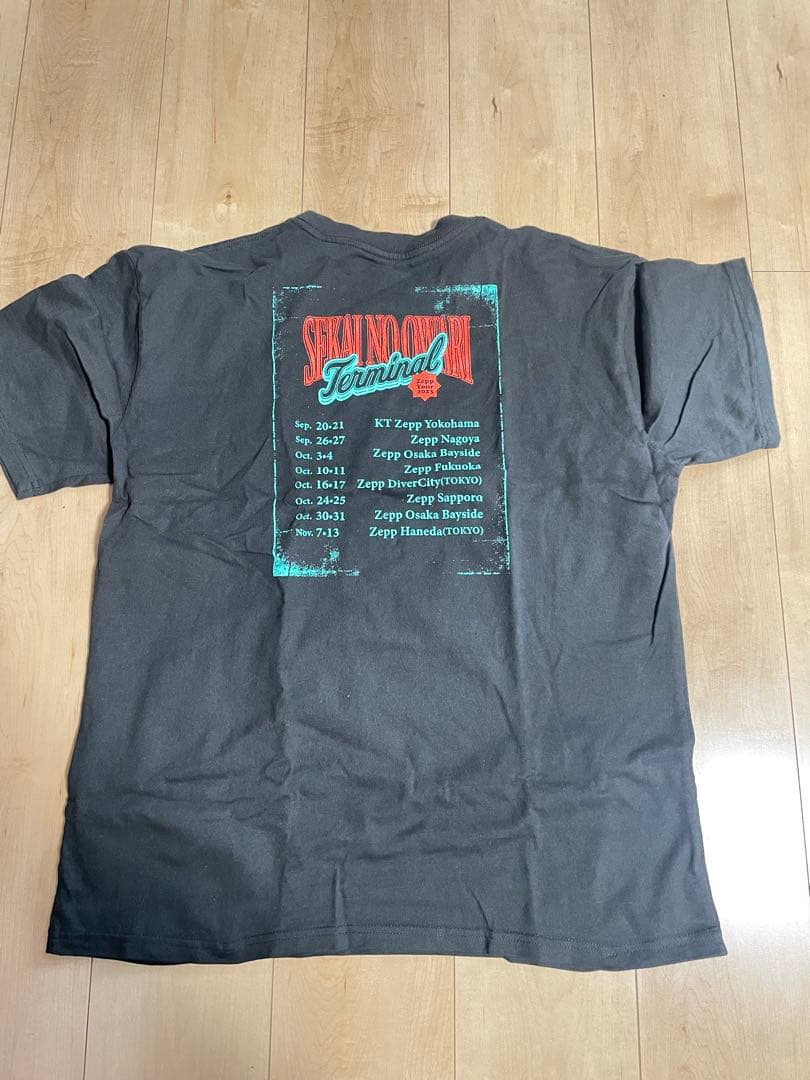 SEKAI NO OWARI
Terminal
Zepp
Tour
2023
Sep. 20•21 KT Zepp Yokohama
Sep. 26•27 Zepp Nagoya
Oct. 3•4 Zepp Osaka Bayside
Oct. 10•11 Zepp Fukuoka
Oct. 16•17 Zepp DiverCity(TOKYO)
Oct. 24•25 Zepp Sapporo
Oct. 30•31 Zepp Osaka Bayside
Nov. 7•13 Zepp Haneda(TOKYO)